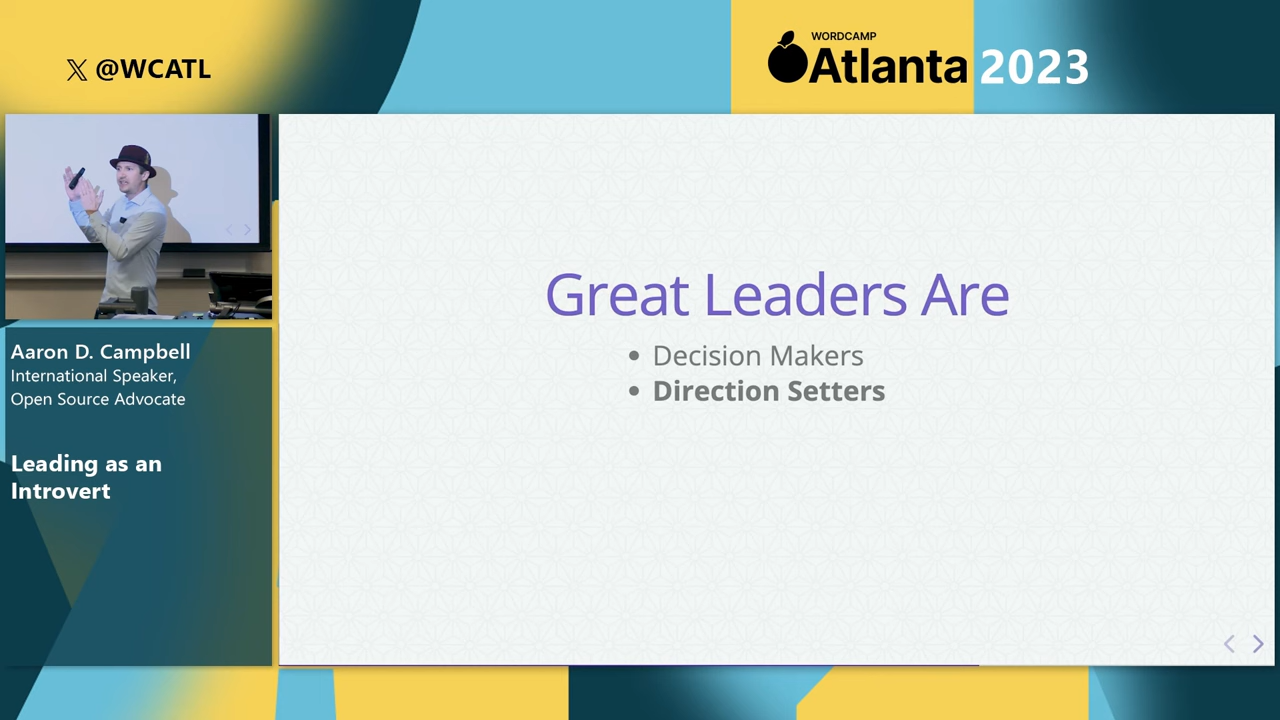 𝕏 @WCATL
WORDCAMP
Atlanta 2023
Great Leaders Are
• Decision Makers
• Direction Setters
Aaron D. Campbell
International Speaker,
Open Source Advocate
Leading as an
Introvert